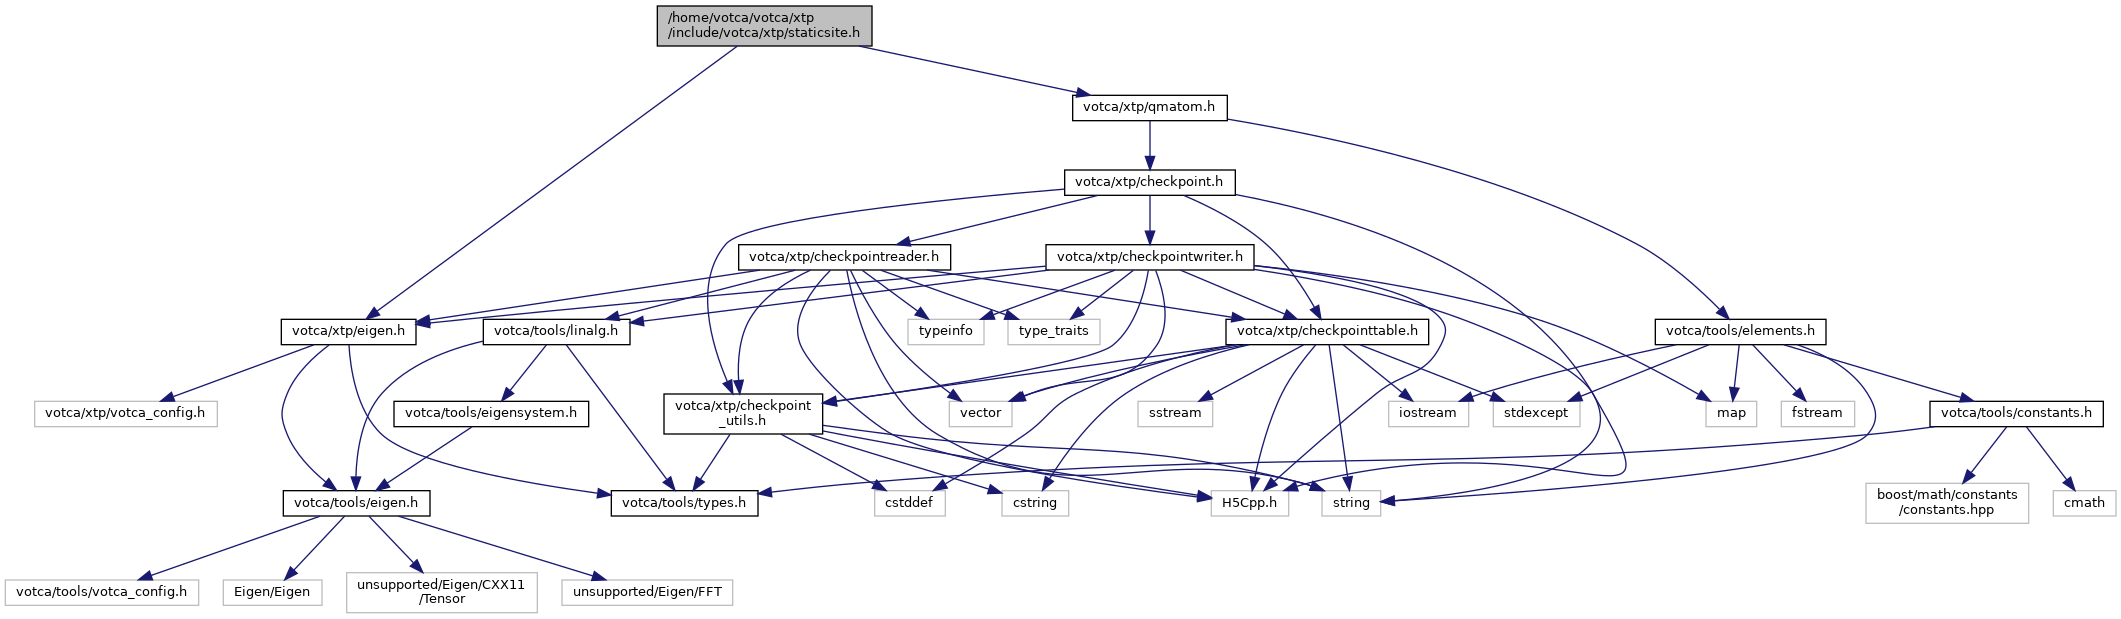 /home/votca/votca/xtp
/include/votca/xtp/staticsite.h
votca/xtp/qmatom.h
votca/xtp/checkpoint.h
votca/xtp/checkpointreader.h
votca/xtp/checkpointwriter.h
votca/xtp/eigen.h
votca/tools/linalg.h
typeinfo
type_traits
votca/xtp/checkpointtable.h
votca/tools/elements.h
votca/xtp/votca_config.h
votca/tools/eigensystem.h
votca/xtp/checkpoint
_utils.h
vector
sstream
iostream
stdexcept
map
fstream
votca/tools/constants.h
votca/tools/eigen.h
votca/tools/types.h
cstddef
cstring
H5Cpp.h
string
boost/math/constants
/constants.hpp
cmath
votca/tools/votca_config.h
Eigen/Eigen
unsupported/Eigen/CXX11
/Tensor
unsupported/Eigen/FFT